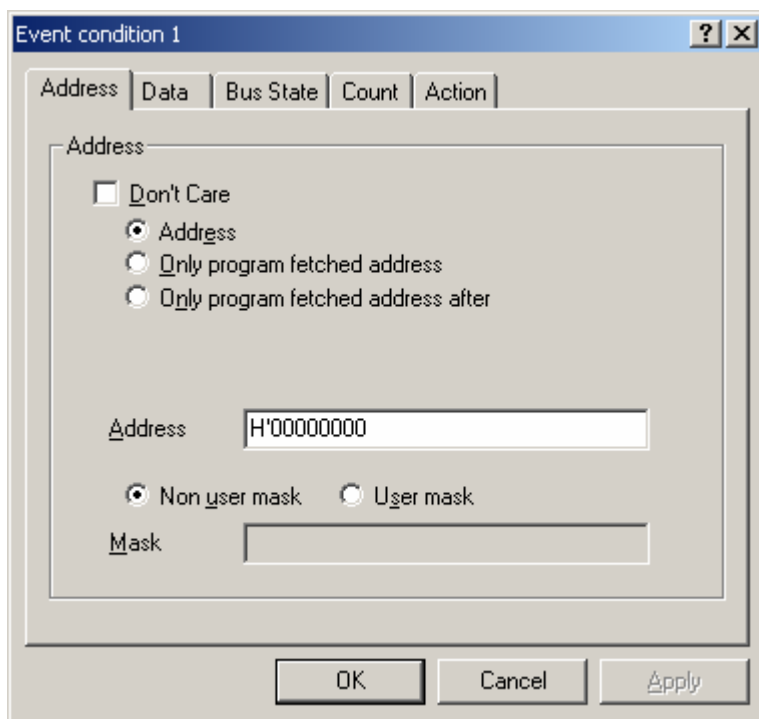 Event condition 1
Address Data Bus State Count Action
Address
Don't Care
Address
Only program fetched address
Only program fetched address after
Address H'00000000
Non user mask User mask
Mask
OK Cancel Apply